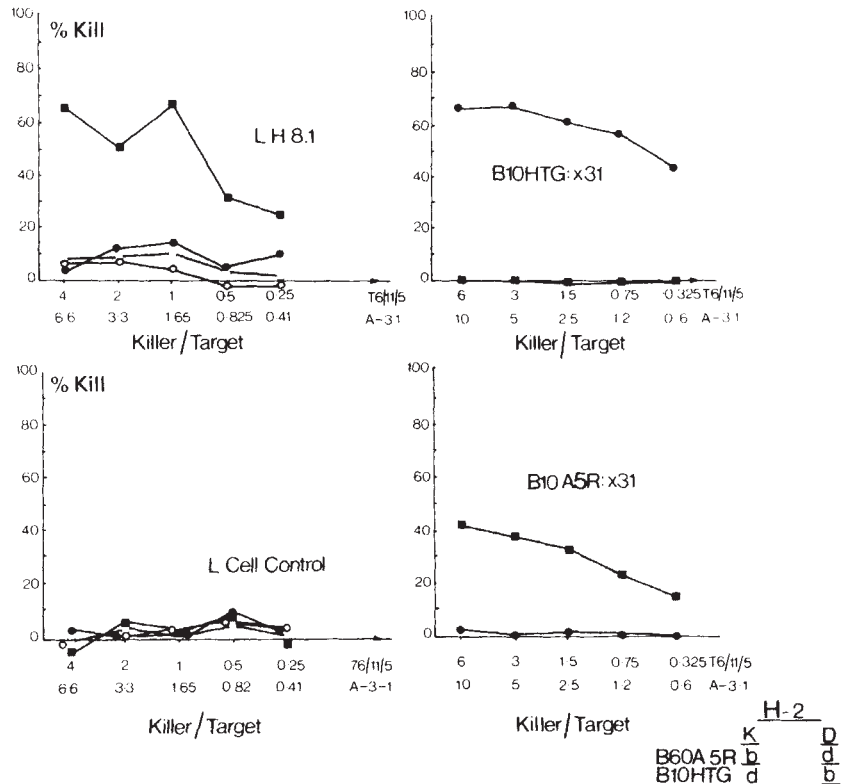 100
% Kill
80
60
40
20
0
L H 8.1
4 2 1 0·5 0·25 T6/11/5
6·6 3·3 1·65 0·825 0·41 A-3·1
Killer/Target
100
80
60
40
20
0
B10HTG:x31
6 3 1·5 0·75 ·0·325 T6/11/5
10 5 2·5 1·2 0·6 A-3·1
Killer/Target
100
% Kill
80
60
40
20
0
L Cell Control
4 2 1 0·5 0·25 76/11/5
6·6 3·3 1·65 0·82 0·41 A-3-1
Killer/Target
100
80
60
40
20
0
B10 A5R:x31
6 3 1·5 0·75 0·325 T6/11/5
10 5 2·5 1·2 0·6 A-3·1
Killer/Target
H-2
K D
B60A 5R b d
B10HTG d b